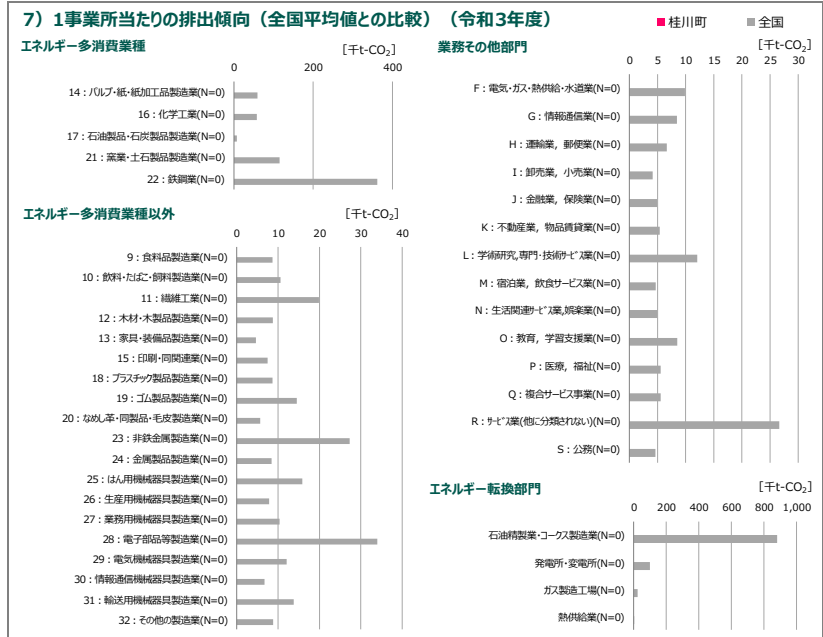 7）1事業所当たりの排出傾向（全国平均値との比較）（令和3年度）
■桂川町 ■全国
エネルギー多消費業種
[千t-CO₂]
0 200 400
14：パルプ・紙・紙加工品製造業(N=0)
16：化学工業(N=0)
17：石油製品・石炭製品製造業(N=0)
21：窯業・土石製品製造業(N=0)
22：鉄鋼業(N=0)
エネルギー多消費業種以外
[千t-CO₂]
0 10 20 30 40
9：食料品製造業(N=0)
10：飲料・たばこ・飼料製造業(N=0)
11：繊維工業(N=0)
12：木材・木製品製造業(N=0)
13：家具・装備品製造業(N=0)
15：印刷・同関連業(N=0)
18：プラスチック製品製造業(N=0)
19：ゴム製品製造業(N=0)
20：なめし革・同製品・毛皮製造業(N=0)
23：非鉄金属製造業(N=0)
24：金属製品製造業(N=0)
25：はん用機械器具製造業(N=0)
26：生産用機械器具製造業(N=0)
27：業務用機械器具製造業(N=0)
28：電子部品等製造業(N=0)
29：電気機械器具製造業(N=0)
30：情報通信機械器具製造業(N=0)
31：輸送用機械器具製造業(N=0)
32：その他の製造業(N=0)
業務その他部門
[千t-CO₂]
0 5 10 15 20 25 30
F：電気・ガス・熱供給・水道業(N=0)
G：情報通信業(N=0)
H：運輸業，郵便業(N=0)
I：卸売業，小売業(N=0)
J：金融業，保険業(N=0)
K：不動産業，物品賃貸業(N=0)
L：学術研究,専門・技術サービス業(N=0)
M：宿泊業，飲食サービス業(N=0)
N：生活関連サービス業,娯楽業(N=0)
O：教育，学習支援業(N=0)
P：医療，福祉(N=0)
Q：複合サービス事業(N=0)
R：サービス業(他に分類されない)(N=0)
S：公務(N=0)
エネルギー転換部門
[千t-CO₂]
0 200 400 600 800 1,000
石油精製業・コークス製造業(N=0)
発電所・変電所(N=0)
ガス製造工場(N=0)
熱供給業(N=0)